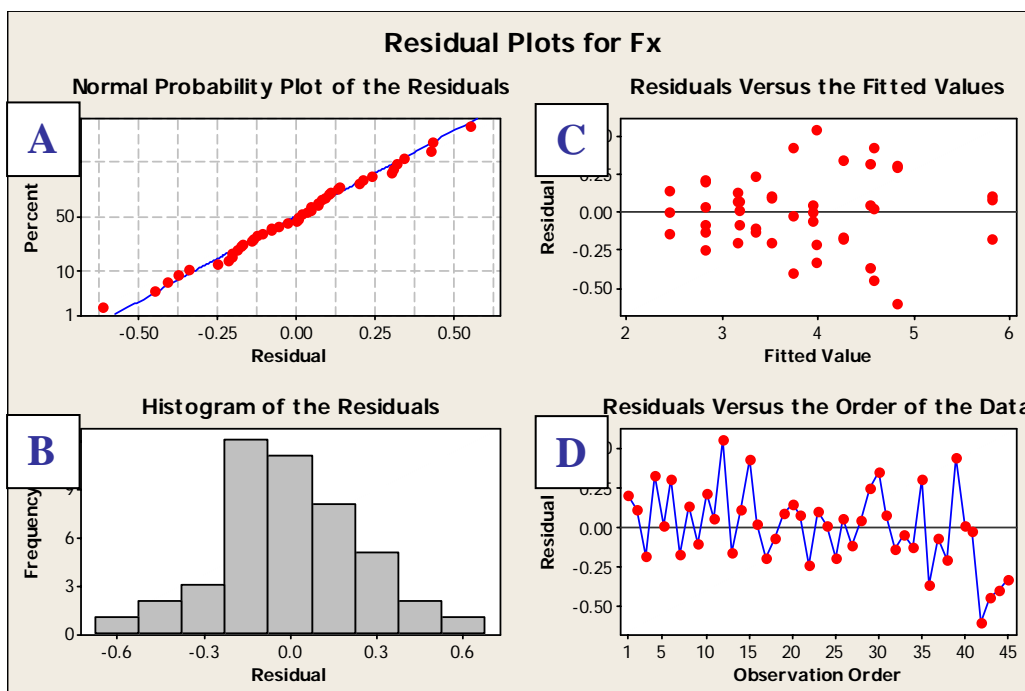 Residual Plots for Fx
Normal Probability Plot of the Residuals
A
Percent
50
10
1
-0.50 -0.25 0.00 0.25 0.50
Residual
Residuals Versus the Fitted Values
C
Residual
0.00
-0.25
-0.50
2 3 4 5 6
Fitted Value
Histogram of the Residuals
B
Frequency
6
3
0
-0.6 -0.3 0.0 0.3 0.6
Residual
Residuals Versus the Order of the Data
D
Residual
0.00
-0.25
-0.50
1 5 10 15 20 25 30 35 40 45
Observation Order